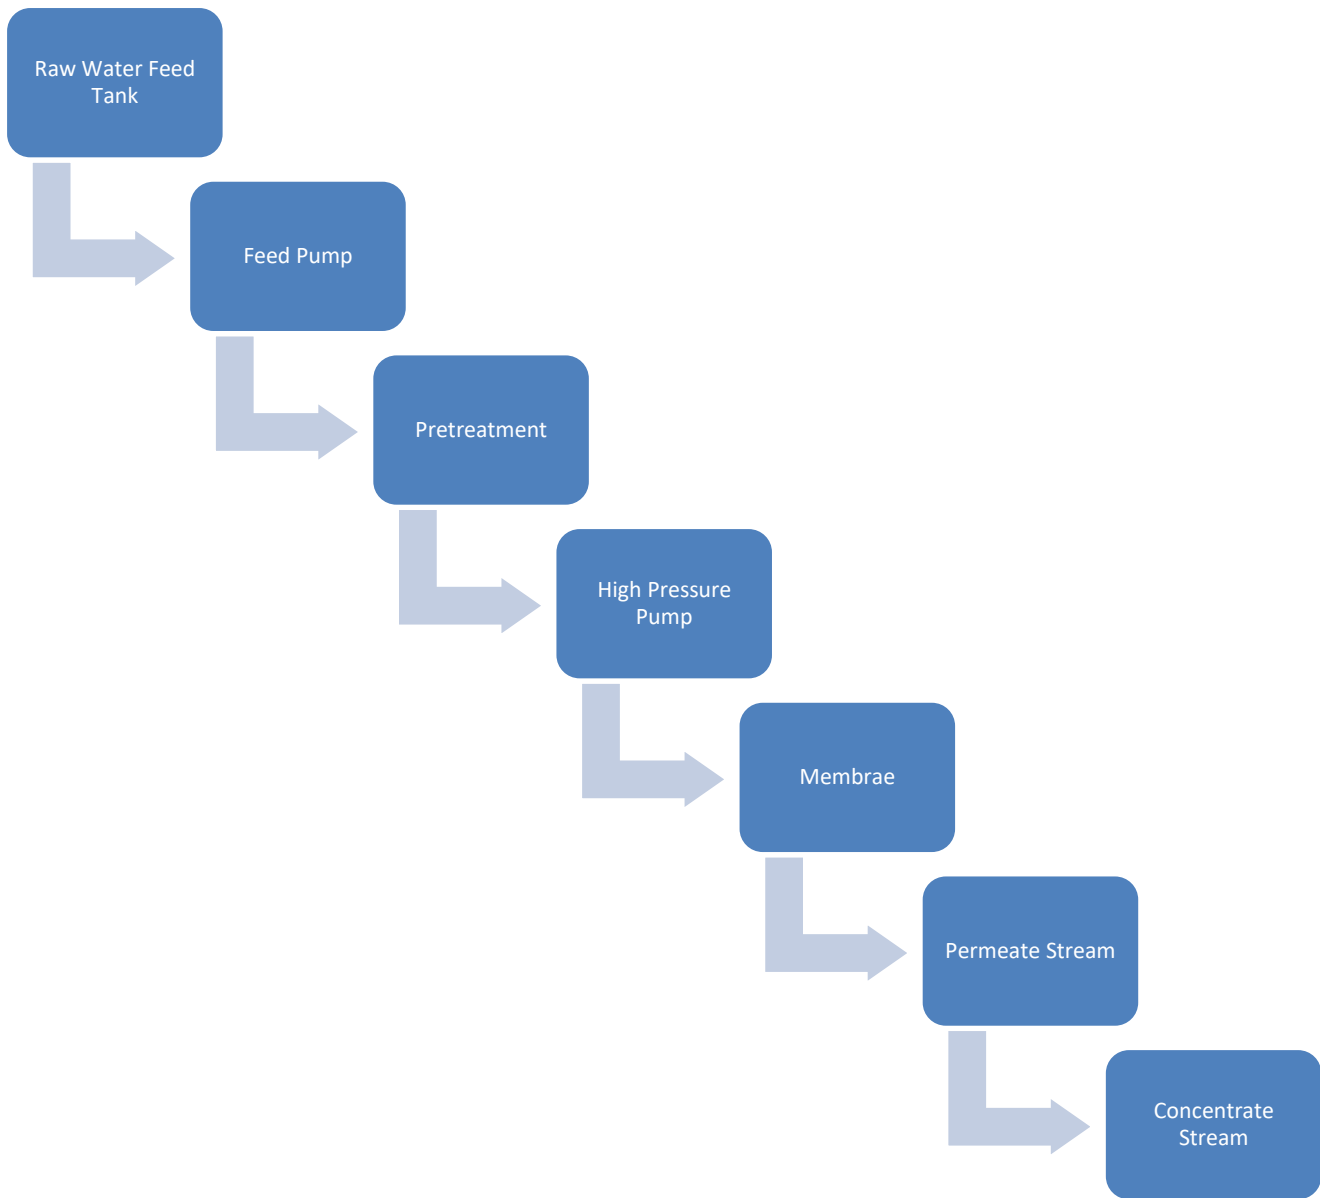 Raw Water Feed
Tank
Feed Pump
Pretreatment
High Pressure
Pump
Membrae
Permeate Stream
Concentrate
Stream